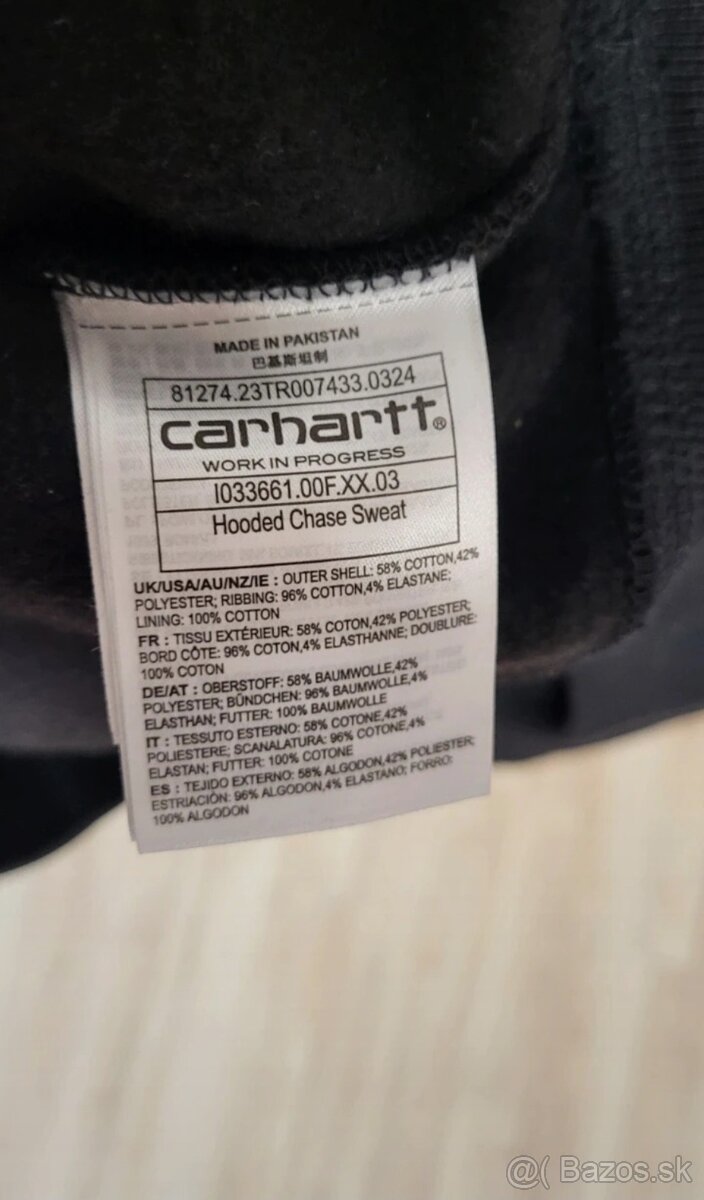 MADE IN PAKISTAN
巴基斯坦制
81274.23TR007433.0324
carhartt®
WORK IN PROGRESS
I033661.00F.XX.03
Hooded Chase Sweat
UK/USA/AU/NZ/IE : OUTER SHELL: 58% COTTON,42%
POLYESTER; RIBBING: 96% COTTON,4% ELASTANE;
LINING: 100% COTTON
FR : TISSU EXTÉRIEUR: 58% COTON,42% POLYESTER;
BORD CÔTE: 96% COTON,4% ELASTHANNE; DOUBLURE:
100% COTON
DE/AT : OBERSTOFF: 58% BAUMWOLLE,42%
POLYESTER; BÜNDCHEN: 96% BAUMWOLLE,4%
ELASTHAN; FUTTER: 100% BAUMWOLLE
IT : TESSUTO ESTERNO: 58% COTONE,42%
POLIESTERE; SCANALATURA: 96% COTONE,4%
ELASTAN; FUTTER: 100% COTONE
ES : TEJIDO EXTERNO: 58% ALGODON,42% POLIESTER;
ESTRIACIÓN: 96% ALGODON,4% ELASTANO; FORRO:
100% ALGODON
@( Bazos.sk